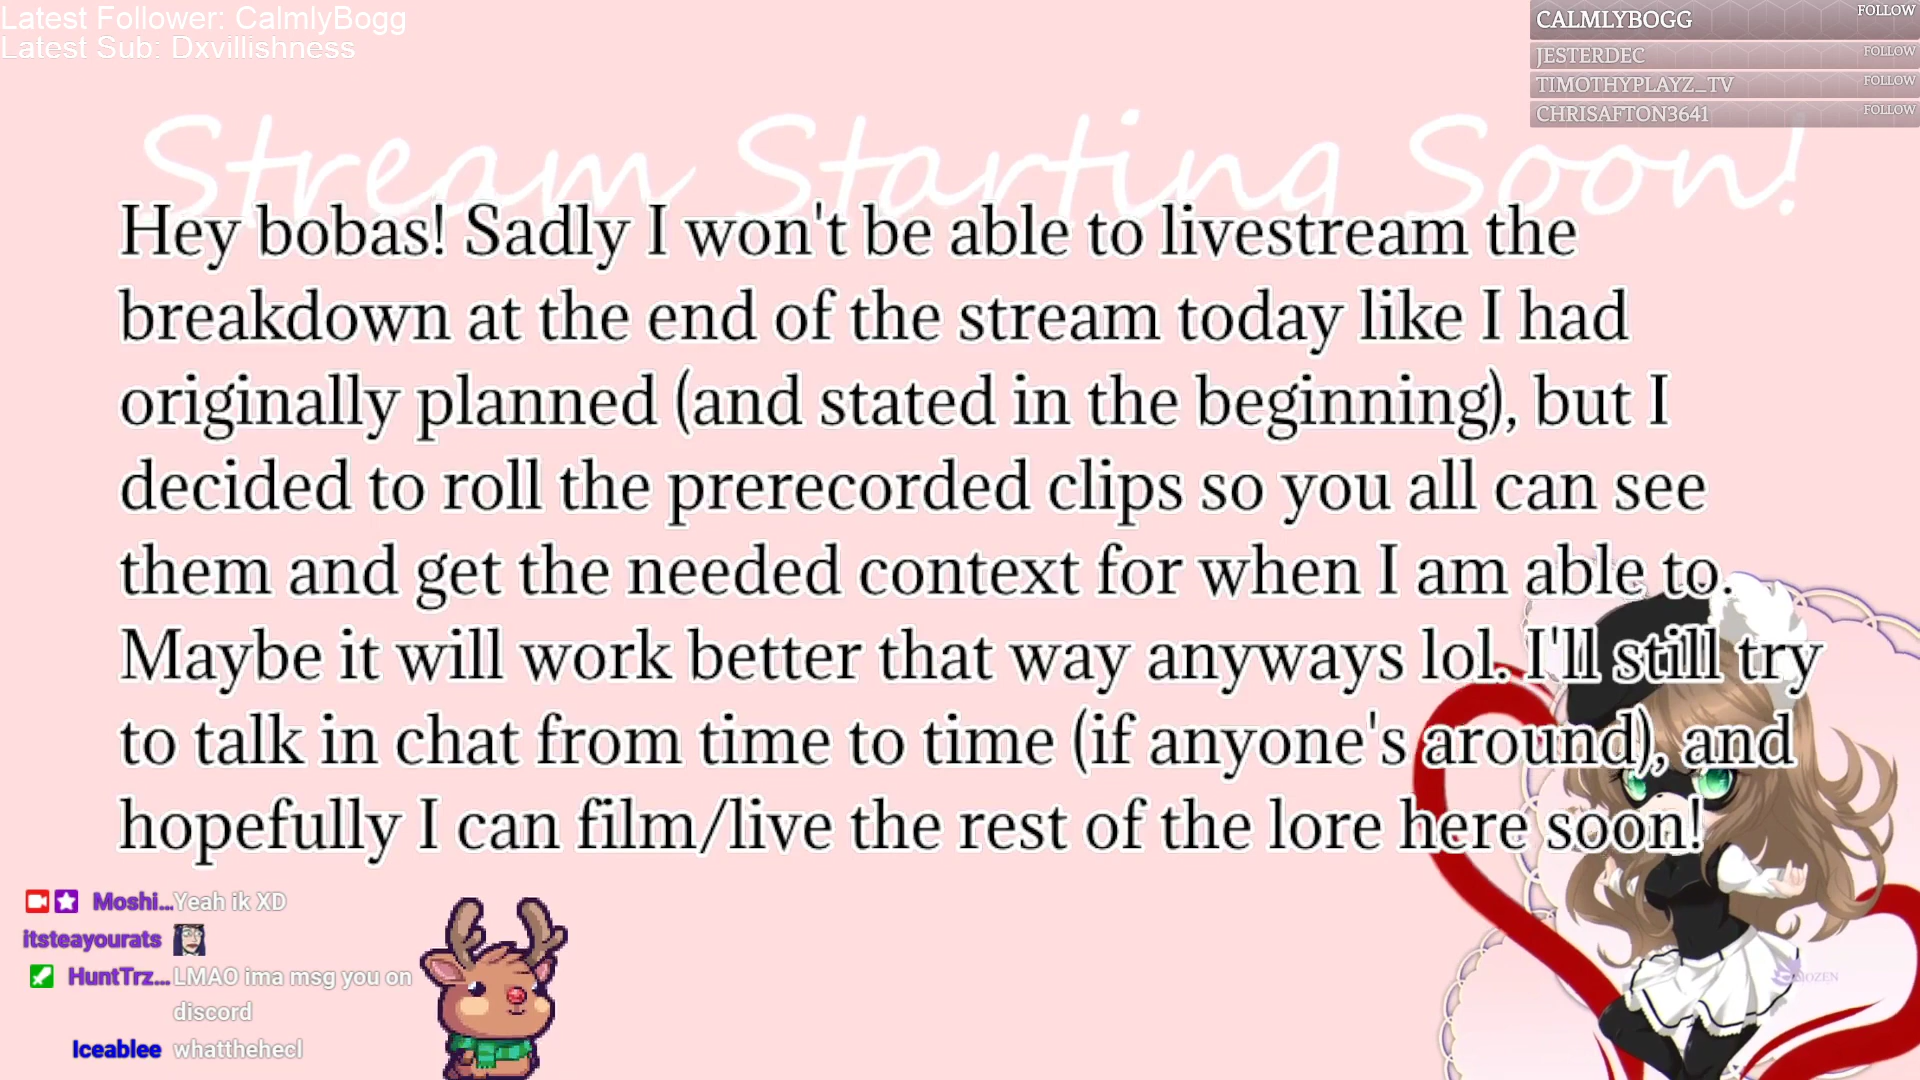 Latest Follower: CalmlyBogg
Latest Sub: Dxvillishness
CALMLYBOGG FOLLOW
JESTERDEC FOLLOW
TIMOTHYPLAYZ_TV FOLLOW
CHRISAFTON3641 FOLLOW
Stream Starting Soon!
Hey bobas! Sadly I won't be able to livestream the
breakdown at the end of the stream today like I had
originally planned (and stated in the beginning), but I
decided to roll the prerecorded clips so you all can see
them and get the needed context for when I am able to.
Maybe it will work better that way anyways lol. I'll still try
to talk in chat from time to time (if anyone's around), and
hopefully I can film/live the rest of the lore here soon!
Moshi... Yeah ik XD
itsteayourats
HuntTrz... LMAO ima msg you on
discord
Iceablee whatthehecl